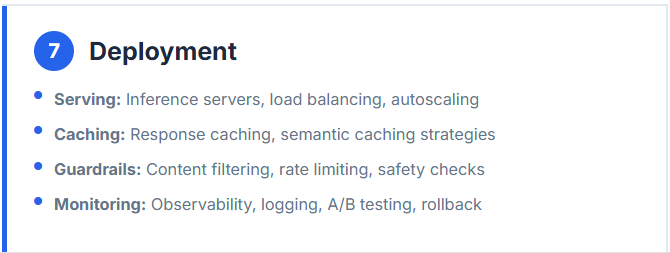 7 Deployment
Serving: Inference servers, load balancing, autoscaling
Caching: Response caching, semantic caching strategies
Guardrails: Content filtering, rate limiting, safety checks
Monitoring: Observability, logging, A/B testing, rollback